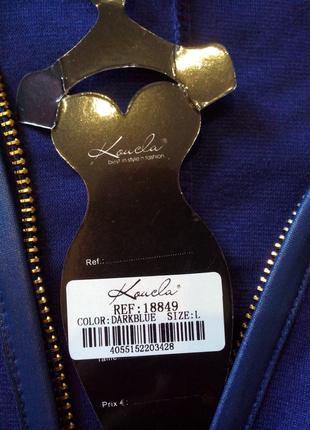 Koucla®
best in style n fashion
Ref.:
Koucla®
REF:18849
COLOR:DARKBLUE SIZE:L
4055152203428
Prix € :